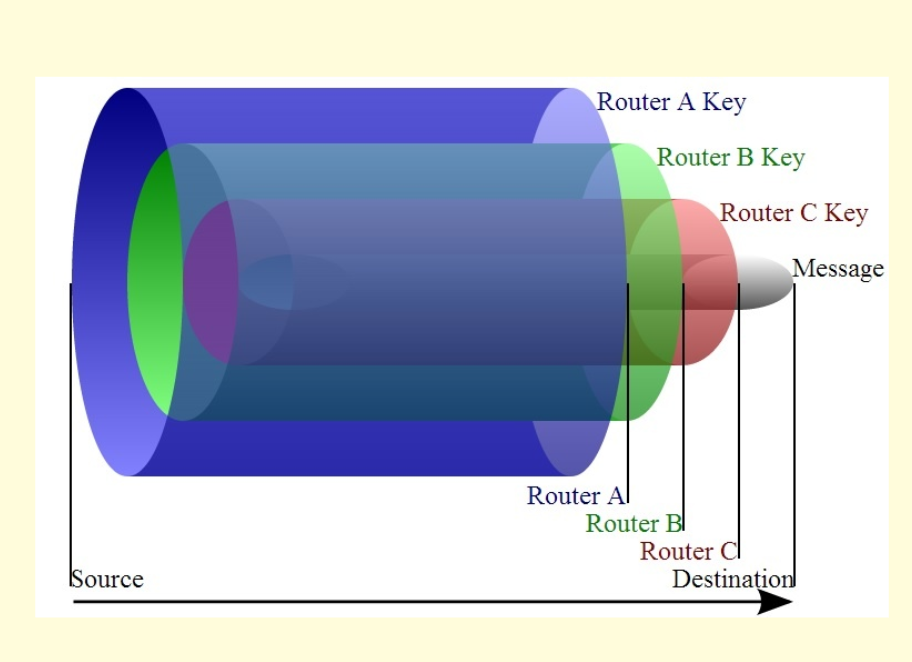 Router A Key
Router B Key
Router C Key
Message
Router A
Router B
Router C
Source
Destination